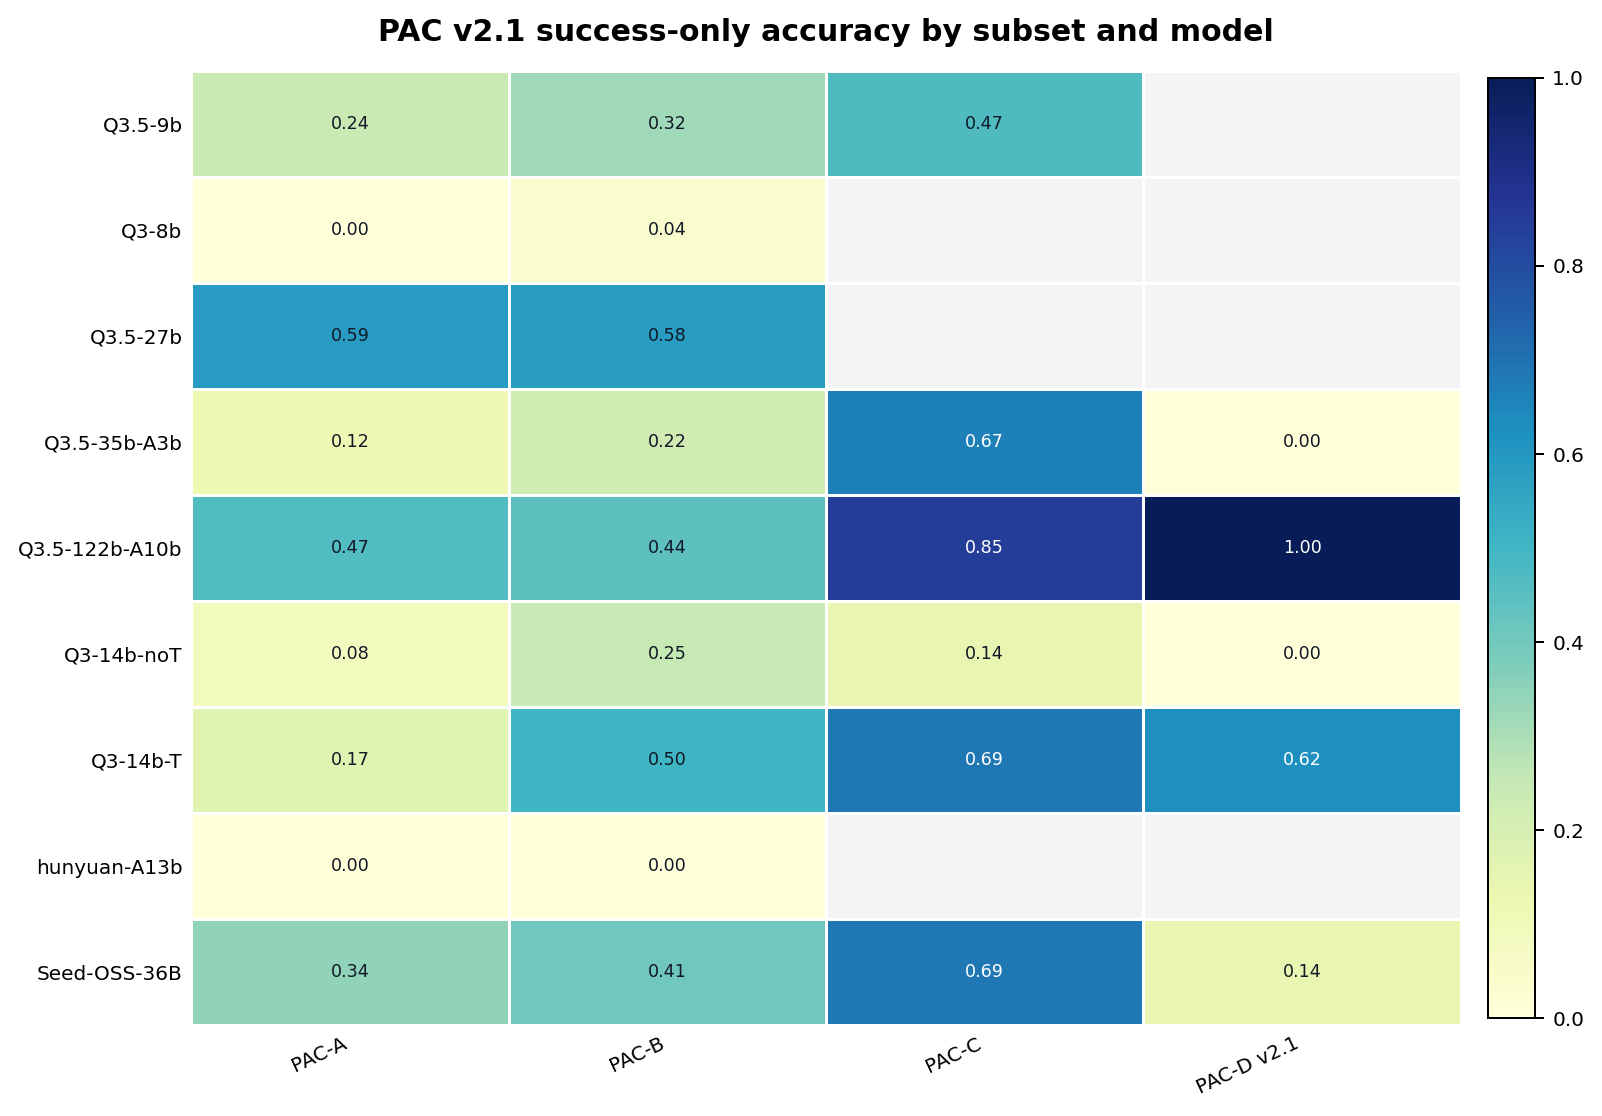 PAC v2.1 success-only accuracy by subset and model
Q3.5-9b 0.24 0.32 0.47
Q3-8b 0.00 0.04
Q3.5-27b 0.59 0.58
Q3.5-35b-A3b 0.12 0.22 0.67 0.00
Q3.5-122b-A10b 0.47 0.44 0.85 1.00
Q3-14b-noT 0.08 0.25 0.14 0.00
Q3-14b-T 0.17 0.50 0.69 0.62
hunyuan-A13b 0.00 0.00
Seed-OSS-36B 0.34 0.41 0.69 0.14
PAC-A PAC-B PAC-C PAC-D v2.1
1.0
0.8
0.6
0.4
0.2
0.0